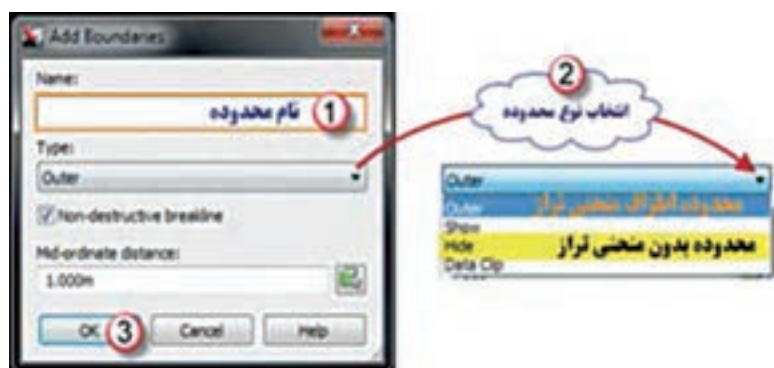 Add Boundaries
Name:
نام محدوده 1
Type:
Outer
Non-destructive breakline
Mid-ordinate distance:
1.000m
OK 3 Cancel Help
2
انتخاب نوع محدوده
Outer
Outer محدوده اطراف منحنی تراز
Show
Hide محدوده بدون منحنی تراز
Data Clip